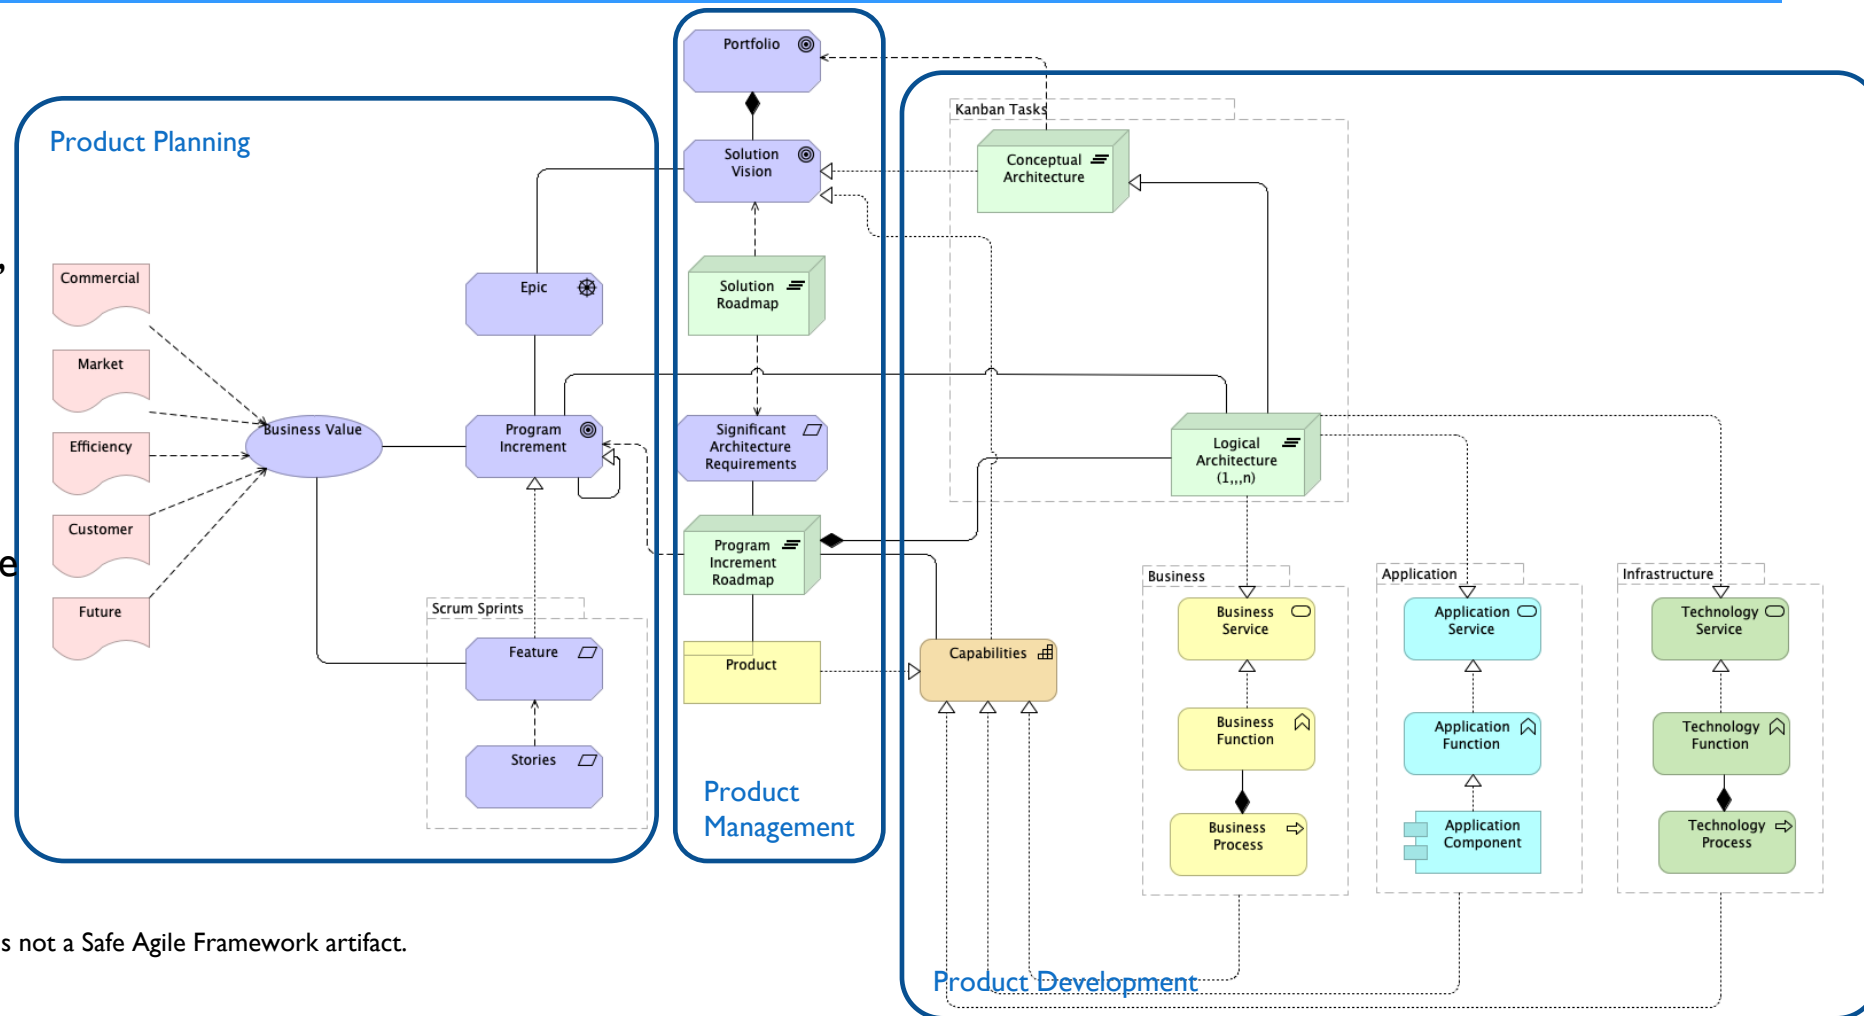 Product Planning
,
e
Commercial
Market
Efficiency
Customer
Future
Business Value
Epic
Program
Increment
Scrum Sprints
Feature
Stories
Portfolio
Solution
Vision
Solution
Roadmap
Significant
Architecture
Requirements
Program
Increment
Roadmap
Product
Product
Management
Kanban Tasks
Conceptual
Architecture
Logical
Architecture
(1,,,n)
Capabilities
Business
Business
Service
Business
Function
Business
Process
Application
Application
Service
Application
Function
Application
Component
Infrastructure
Technology
Service
Technology
Function
Technology
Process
Product Development
s not a Safe Agile Framework artifact.